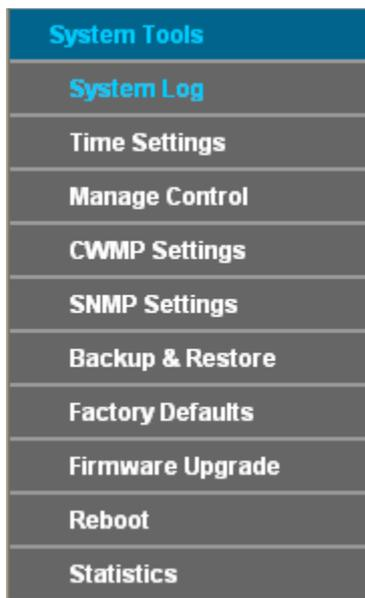 System Tools
System Log
Time Settings
Manage Control
CWMP Settings
SNMP Settings
Backup & Restore
Factory Defaults
Firmware Upgrade
Reboot
Statistics